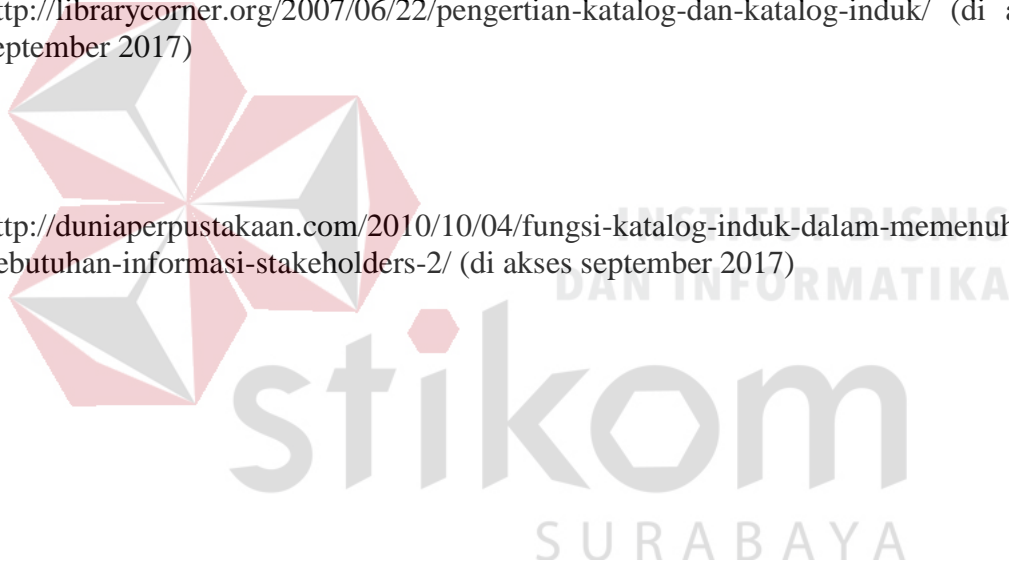 ttp://librarycorner.org/2007/06/22/pengertian-katalog-dan-katalog-induk/ (di a
eptember 2017)
ttp://duniaperpustakaan.com/2010/10/04/fungsi-katalog-induk-dalam-memenuh
ebutuhan-informasi-stakeholders-2/ (di akses september 2017)
INSTITUT BISNIS
DAN INFORMATIKA
stikom
SURABAYA